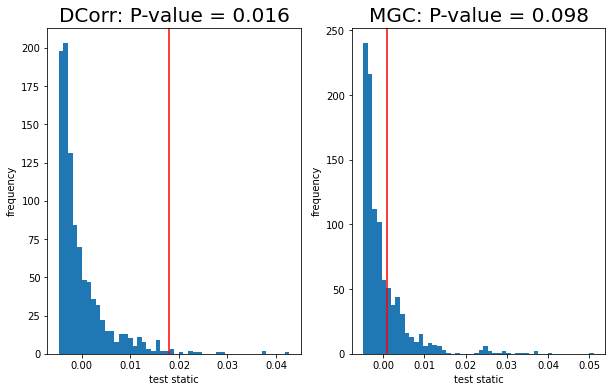 DCorr: P-value = 0.016
200
175
150
125
100
75
50
25
0
frequency
0.00 0.01 0.02 0.03 0.04
test static
MGC: P-value = 0.098
250
200
150
100
50
0
frequency
0.00 0.01 0.02 0.03 0.04 0.05
test static